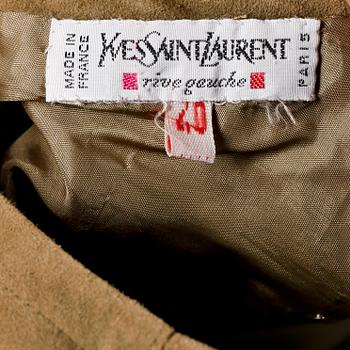 MADE IN
FRANCE
YVES SAINT LAURENT
rive gauche
PARIS